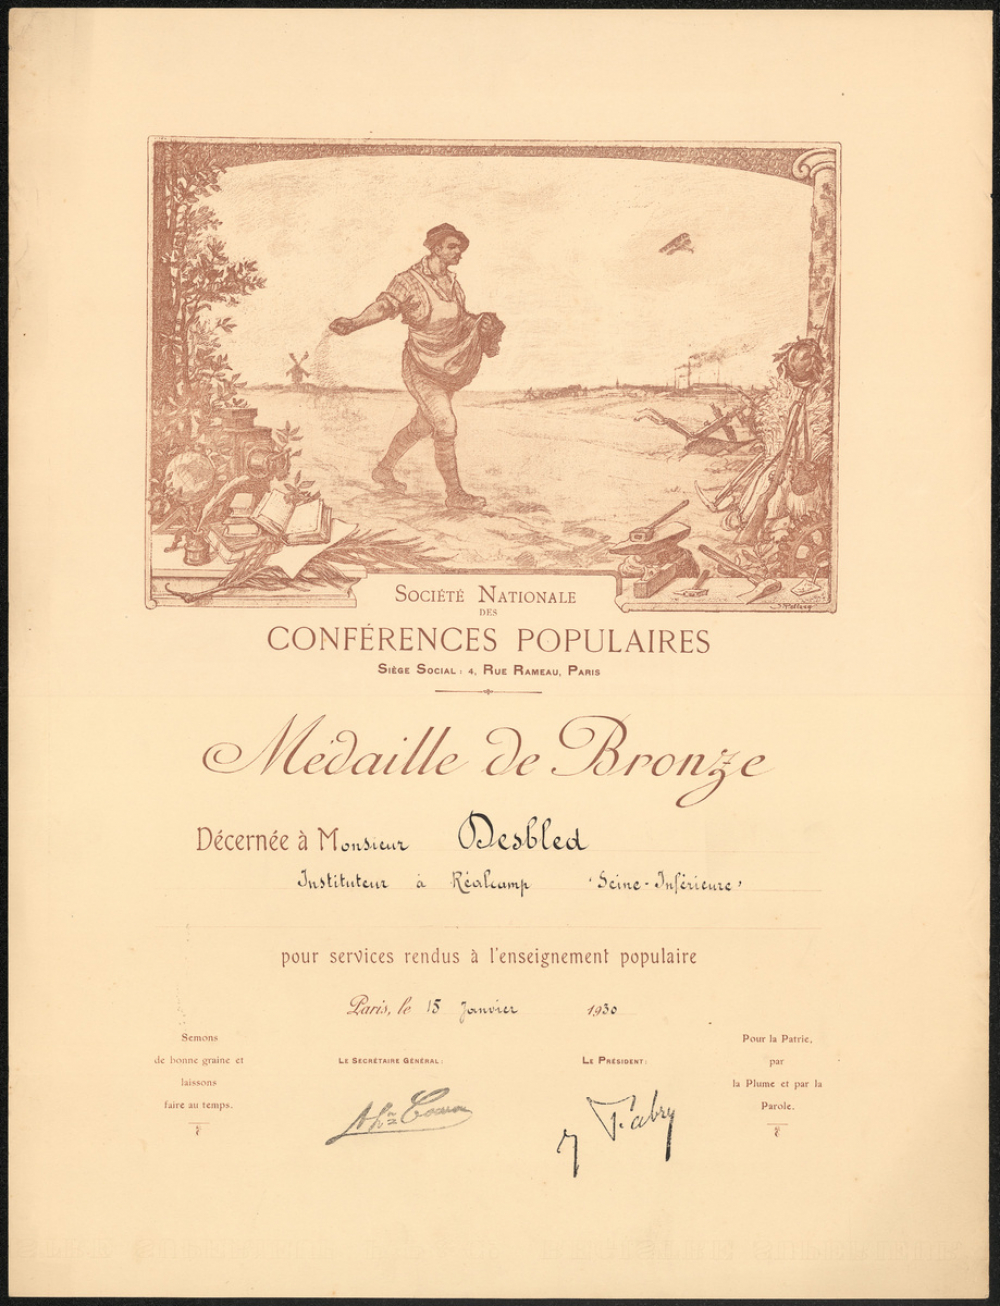 Société Nationale
des
CONFÉRENCES POPULAIRES
Siège Social : 4, Rue Rameau, Paris
Médaille de Bronze
Décernée à Monsieur Desbled
Instituteur à Réalcamp "Seine-Inférieure"
pour services rendus à l'enseignement populaire
Paris, le 15 Janvier 1930
Semons
de bonne graine et
laissons
faire au temps.
Le Secrétaire Général :
Le Président :
J Fabry
Pour la Patrie,
par
la Plume et par la
Parole.